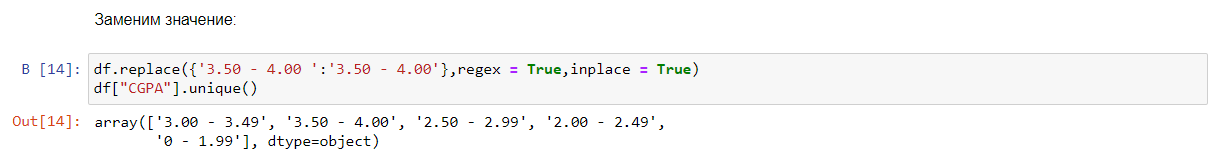 Заменим значение:
В [14]: df.replace({'3.50 - 4.00 ':'3.50 - 4.00'},regex = True,inplace = True)
df["CGPA"].unique()
Out[14]: array(['3.00 - 3.49', '3.50 - 4.00', '2.50 - 2.99', '2.00 - 2.49',
'0 - 1.99'], dtype=object)